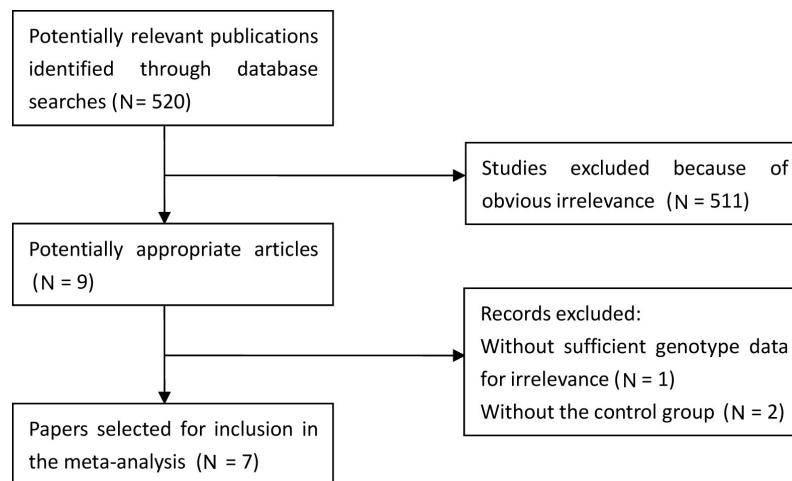 Potentially relevant publications
identified through database
searches (N= 520)
Studies excluded because of
obvious irrelevance (N = 511)
Potentially appropriate articles
(N = 9)
Records excluded:
Without sufficient genotype data
for irrelevance (N = 1)
Without the control group (N = 2)
Papers selected for inclusion in
the meta-analysis (N = 7)